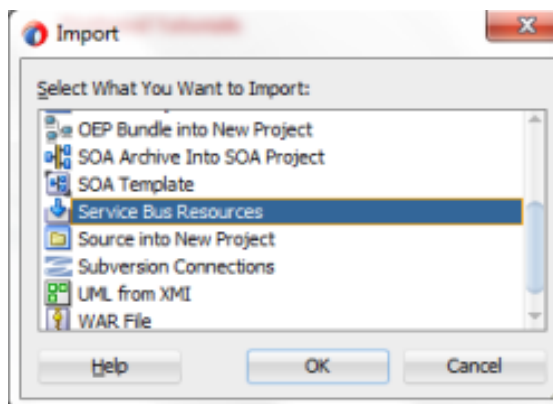 Import
Select What You Want to Import:
OEP Bundle into New Project
SOA Archive Into SOA Project
SOA Template
Service Bus Resources
Source into New Project
Subversion Connections
UML from XMI
WAR File
Help
OK
Cancel